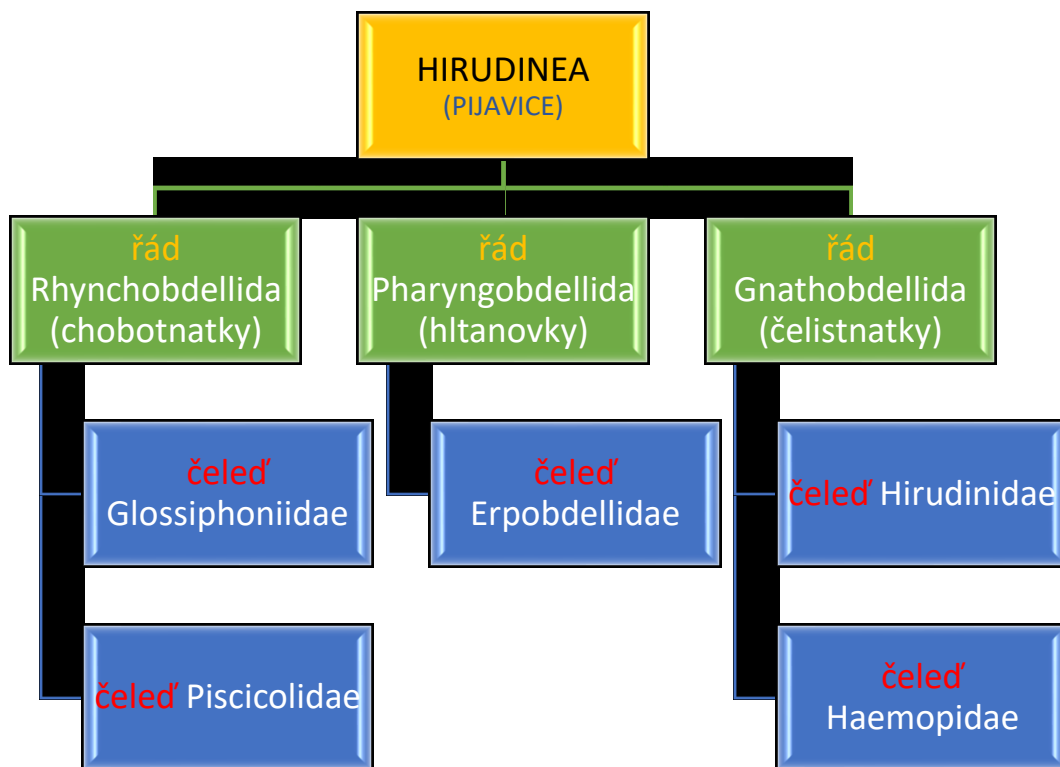 HIRUDINEA
(PIJAVICE)
řád
Rhynchobdellida
(chobotnatky)
řád
Pharyngobdellida
(hltanovky)
řád
Gnathobdellida
(čelistnatky)
čeleď
Glossiphoniidae
čeleď
Erpobdellidae
čeleď Hirudinidae
čeleď Piscicolidae
čeleď
Haemopidae